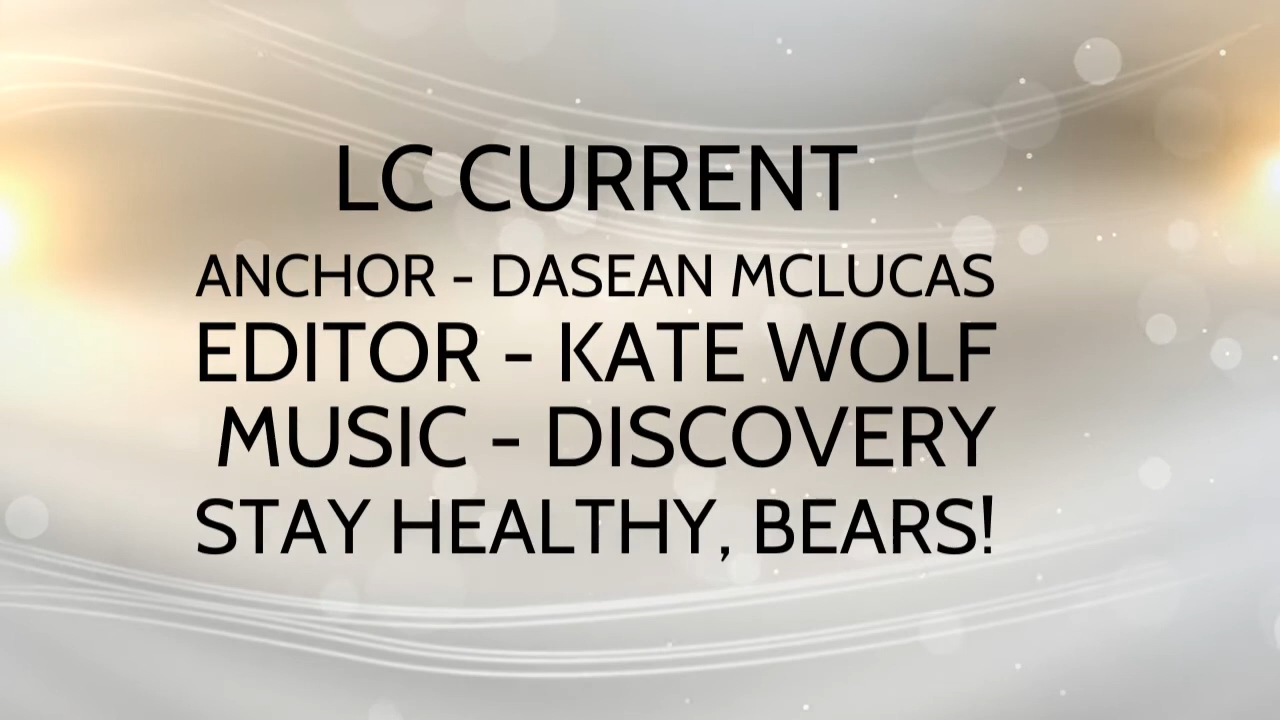 LC CURRENT
ANCHOR - DASEAN MCLUCAS
EDITOR - KATE WOLF
MUSIC - DISCOVERY
STAY HEALTHY, BEARS!